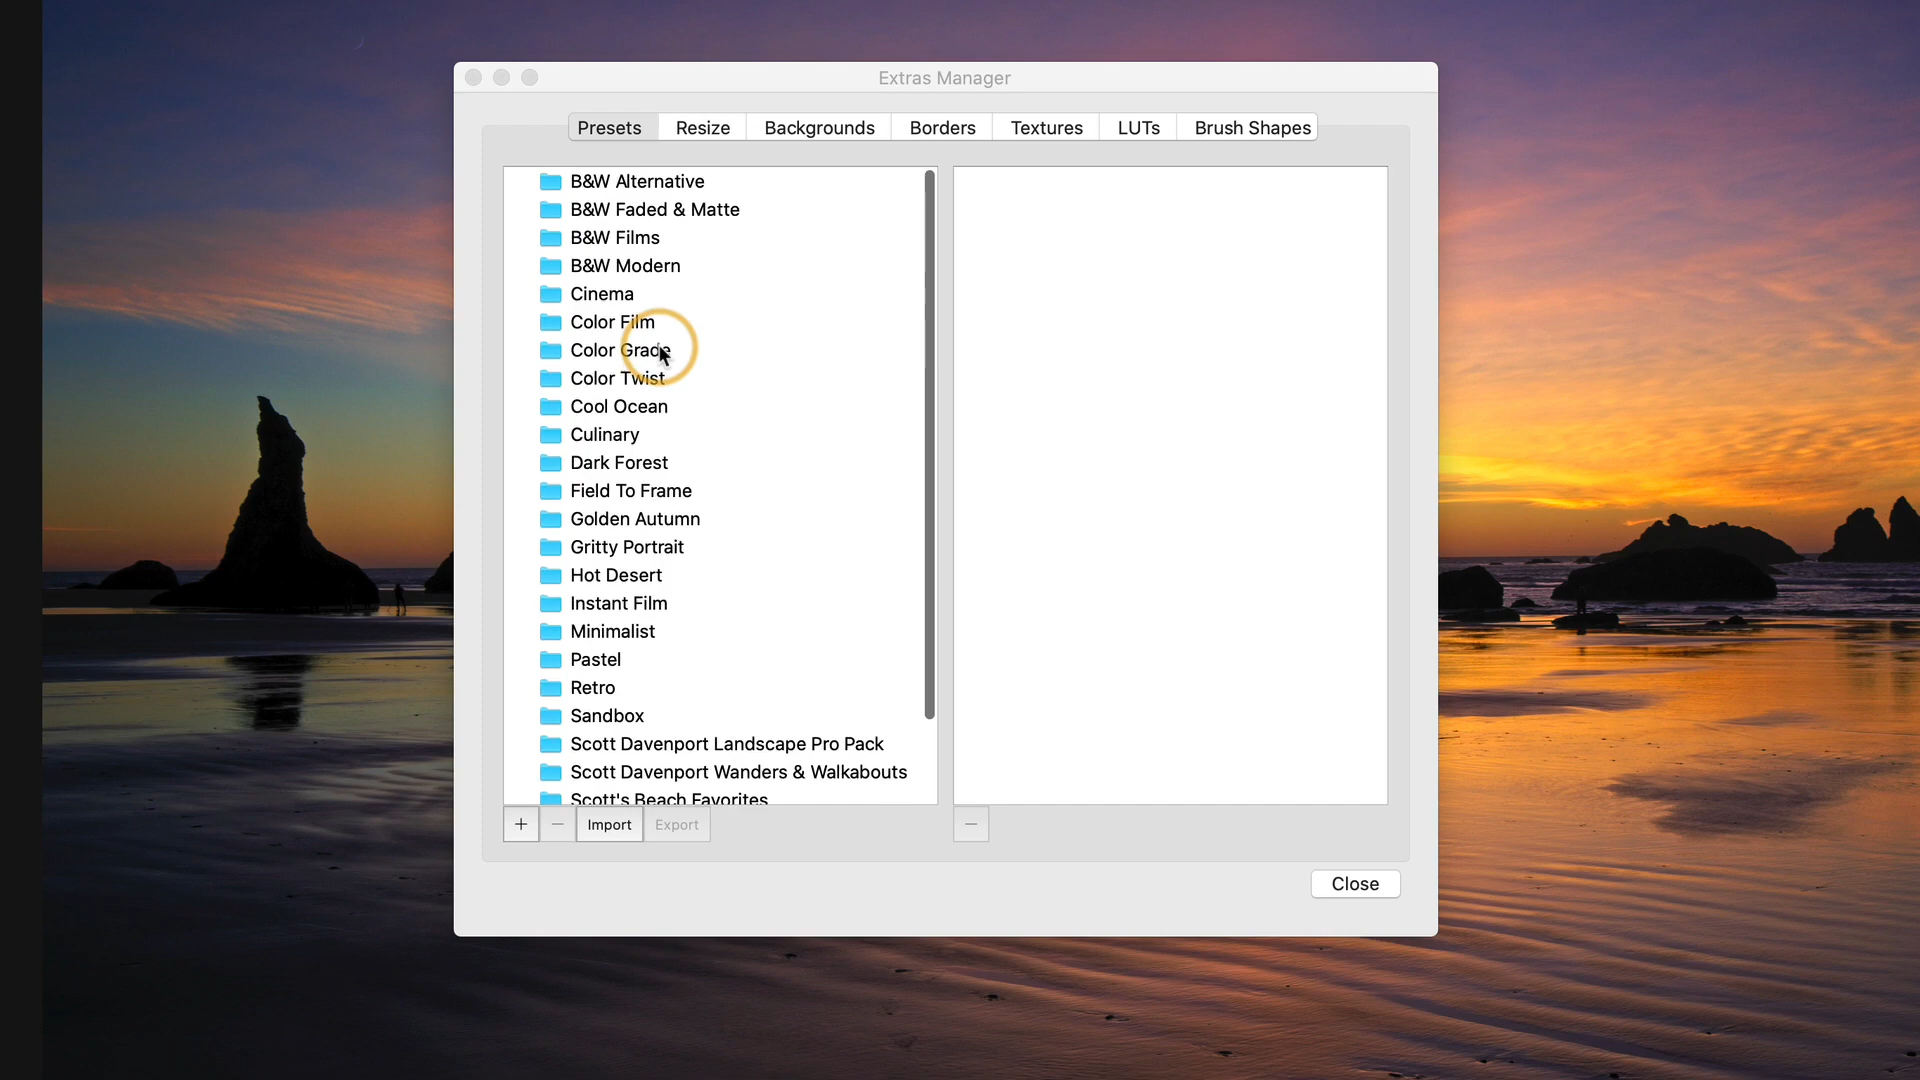 Extras Manager
Presets Resize Backgrounds Borders Textures LUTs Brush Shapes
B&W Alternative
B&W Faded & Matte
B&W Films
B&W Modern
Cinema
Color Film
Color Grade
Color Twist
Cool Ocean
Culinary
Dark Forest
Field To Frame
Golden Autumn
Gritty Portrait
Hot Desert
Instant Film
Minimalist
Pastel
Retro
Sandbox
Scott Davenport Landscape Pro Pack
Scott Davenport Wanders & Walkabouts
Scott's Beach Favorites
+ − Import Export −
Close